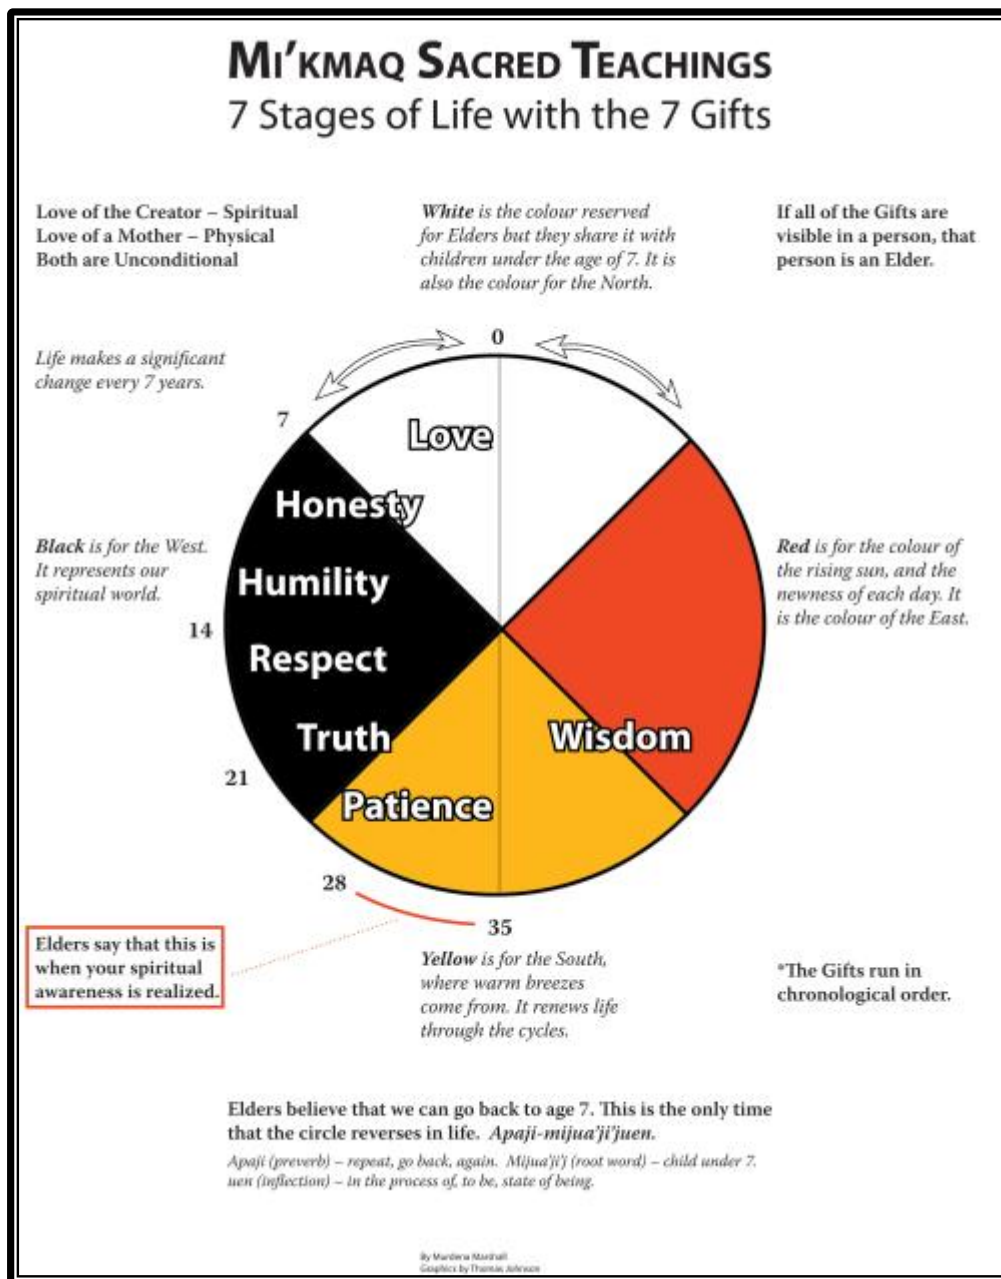 MI'KMAQ SACRED TEACHINGS
7 Stages of Life with the 7 Gifts
Love of the Creator – Spiritual
Love of a Mother – Physical
Both are Unconditional
White is the colour reserved
for Elders but they share it with
children under the age of 7. It is
also the colour for the North.
If all of the Gifts are
visible in a person, that
person is an Elder.
Life makes a significant
change every 7 years.
0
7
Love
Honesty
Black is for the West.
It represents our
spiritual world.
Humility
Red is for the colour of
the rising sun, and the
newness of each day. It
is the colour of the East.
14
Respect
Truth
Wisdom
21
Patience
28
35
Elders say that this is
when your spiritual
awareness is realized.
Yellow is for the South,
where warm breezes
come from. It renews life
through the cycles.
*The Gifts run in
chronological order.
Elders believe that we can go back to age 7. This is the only time
that the circle reverses in life. Apaji-mijua'ji'juen.
Apaji (preverb) – repeat, go back, again. Mijua'ji'j (root word) – child under 7.
uen (inflection) – in the process of, to be, state of being.
By Murdena Marshall
Graphics by Thomas Johnson